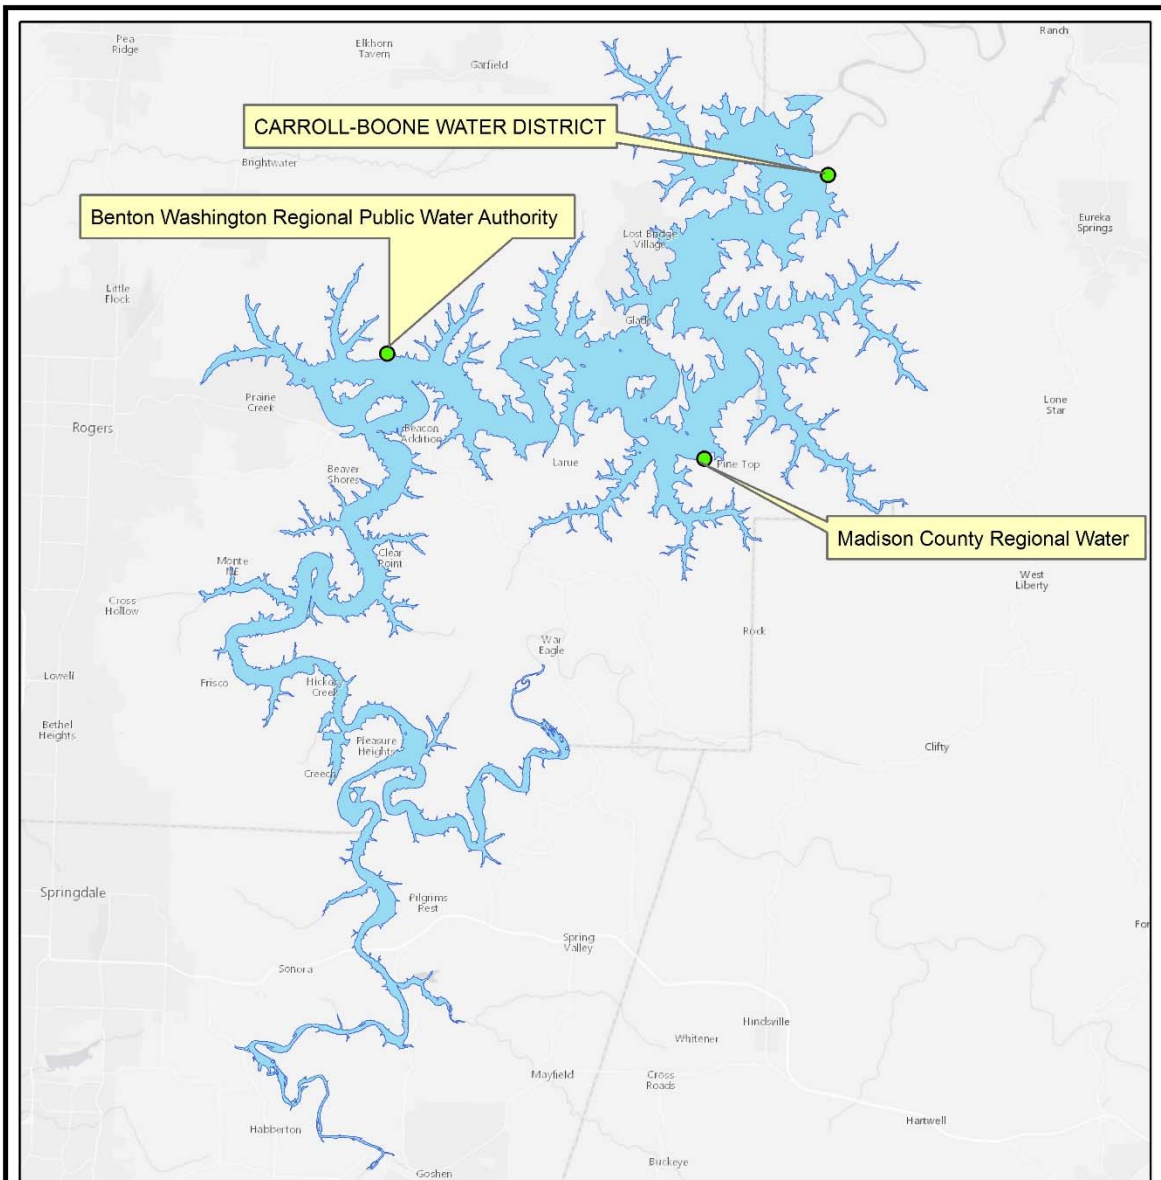 Pea
Ridge
Elkhorn
Tavern
Garfield
Ranch
CARROLL-BOONE WATER DISTRICT
Brightwater
Benton Washington Regional Public Water Authority
Lost Bridge
Village
Eureka
Springs
Little
Flock
Prairie
Creek
Rogers
Beacon
Addition
Lone
Star
Larue
Pine Top
Beaver
Shores
Madison County Regional Water
Clear
Point
Monte
NE
Cross
Hollow
West
Liberty
War
Eagle
Rock
Lowell
Frisco
Hickory
Creek
Bethel
Heights
Pleasure
Heights
Clifty
Creech
Springdale
Pilgrims
Rest
Spring
Valley
Sonora
Hindsville
Whitener
Mayfield
Cross
Roads
Hartwell
Habberton
Goshen
Buckeye